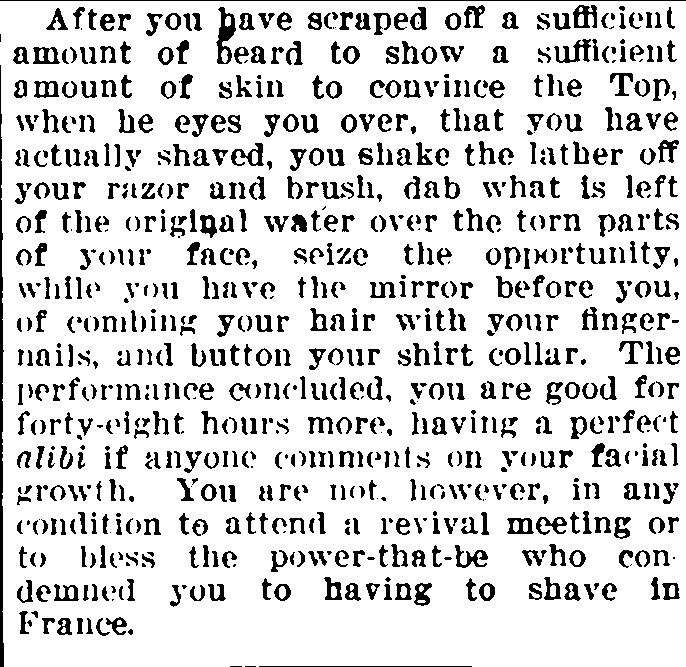 After you have scraped off a sufficient
amount of beard to show a sufficient
amount of skin to convince the Top,
when he eyes you over, that you have
actually shaved, you shake the lather off
your razor and brush, dab what is left
of the original water over the torn parts
of your face, seize the opportunity,
while you have the mirror before you,
of combing your hair with your finger-
nails, and button your shirt collar. The
performance concluded, you are good for
forty-eight hours more, having a perfect
alibi if anyone comments on your facial
growth. You are not, however, in any
condition to attend a revival meeting or
to bless the power-that-be who con-
demned you to having to shave in
France.